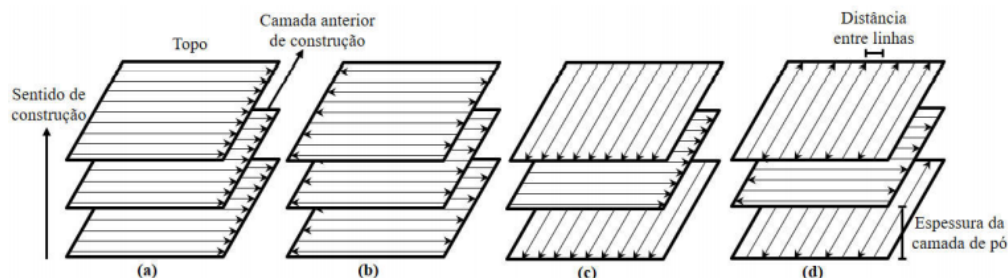 Topo
Camada anterior
de construção
Distância
entre linhas
Sentido de
construção
Espessura da
camada de pó
(a)
(b)
(c)
(d)